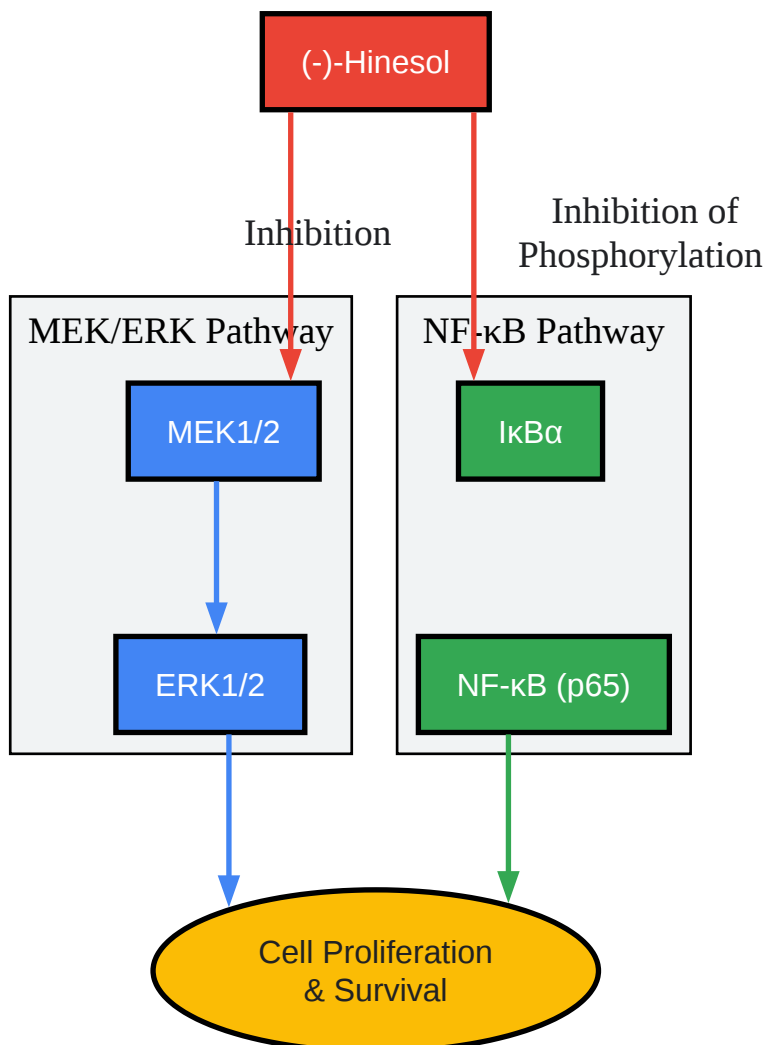 (-)-Hinesol
Inhibition
Inhibition of
Phosphorylation
MEK/ERK Pathway
NF-κB Pathway
MEK1/2
IκBα
ERK1/2
NF-κB (p65)
Cell Proliferation
& Survival